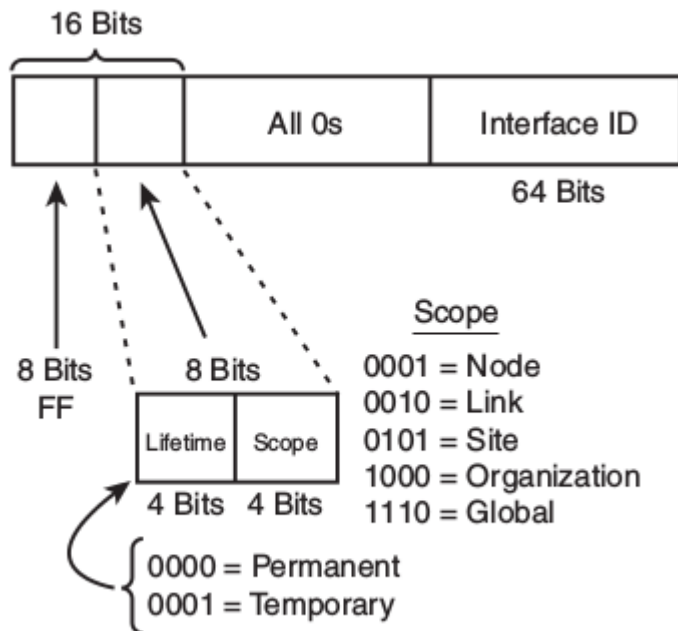 16 Bits
All 0s
Interface ID
64 Bits
8 Bits
FF
8 Bits
Lifetime
Scope
4 Bits
4 Bits
Scope
0001 = Node
0010 = Link
0101 = Site
1000 = Organization
1110 = Global
0000 = Permanent
0001 = Temporary